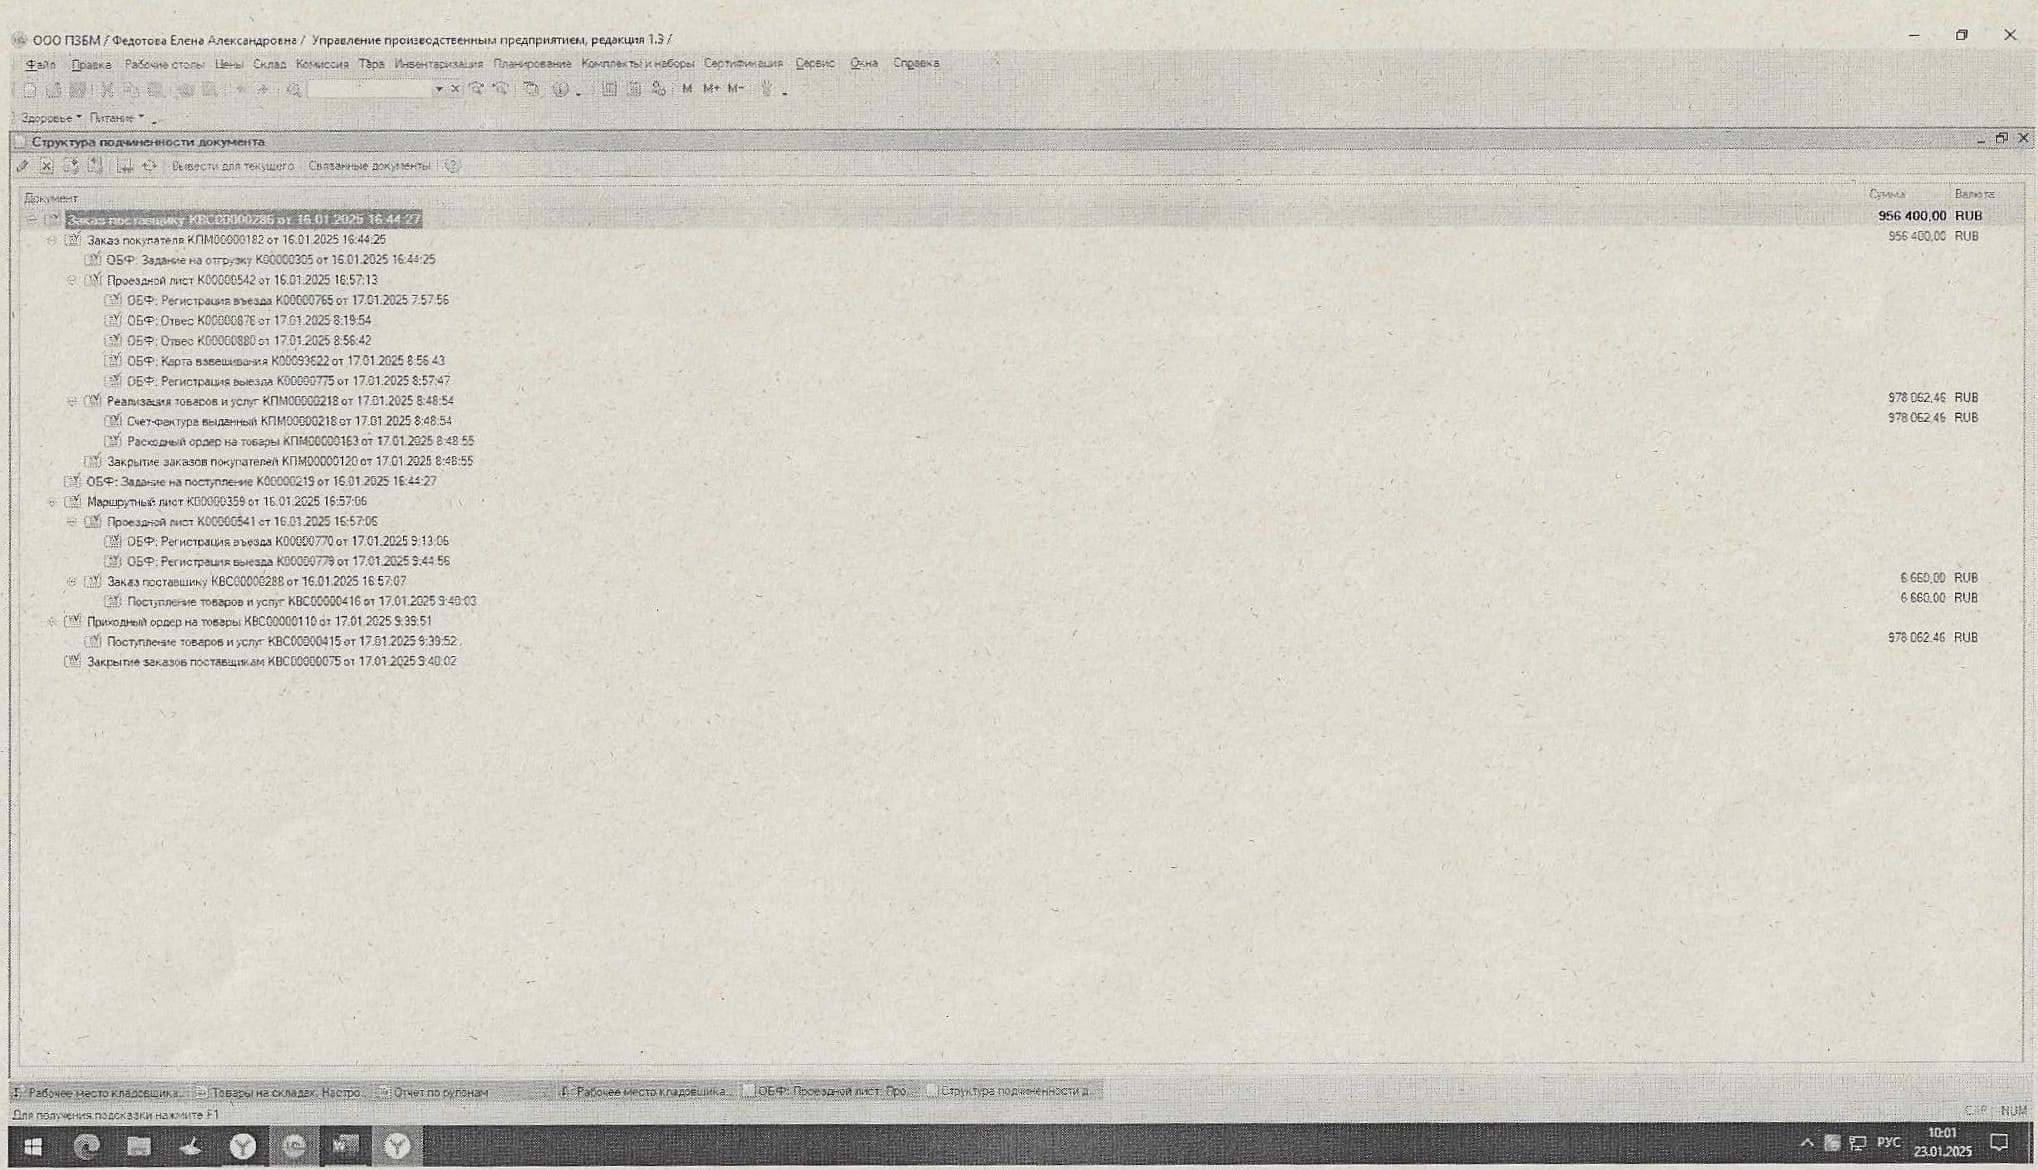 ООО ПЗБМ / Федотова Елена Александровна / Управление производственным предприятием, редакция 1.3 /
Файл Правка Рабочие столы Цены Склад Комиссия Тара Инвентаризация Планирование Комплекты и наборы Сертификация Сервис Окна Справка
M M+ M-
Здоровье Питание
Структура подчиненности документа
Вывести для текущего Связанные документы
Документ Сумма Валюта
Заказ поставщику КВС00000286 от 16.01.2025 16:44:27 956 400,00 RUB
Заказ покупателя КПМ00000182 от 16.01.2025 16:44:25 956 400,00 RUB
ОБФ: Задание на отгрузку К00000305 от 16.01.2025 16:44:25
Проездной лист К00000542 от 16.01.2025 16:57:13
ОБФ: Регистрация въезда К00000765 от 17.01.2025 7:57:56
ОБФ: Отвес К00000876 от 17.01.2025 8:19:54
ОБФ: Отвес К00000880 от 17.01.2025 8:56:42
ОБФ: Карта взвешивания К00093622 от 17.01.2025 8:56:43
ОБФ: Регистрация выезда К00000775 от 17.01.2025 8:57:47
Реализация товаров и услуг КПМ00000218 от 17.01.2025 8:48:54 978 062,46 RUB
Счет-фактура выданный КПМ00000218 от 17.01.2025 8:48:54 978 062,46 RUB
Расходный ордер на товары КПМ00000163 от 17.01.2025 8:48:55
Закрытие заказов покупателей КПМ00000120 от 17.01.2025 8:48:55
ОБФ: Задание на поступление К00000219 от 16.01.2025 16:44:27
Маршрутный лист К00000359 от 16.01.2025 16:57:06
Проездной лист К00000541 от 16.01.2025 16:57:06
ОБФ: Регистрация въезда К00000770 от 17.01.2025 9:13:06
ОБФ: Регистрация выезда К00000779 от 17.01.2025 9:44:56
Заказ поставщику КВС00000288 от 16.01.2025 16:57:07 6 660,00 RUB
Поступление товаров и услуг КВС00000416 от 17.01.2025 9:40:03 6 660,00 RUB
Приходный ордер на товары КВС00000110 от 17.01.2025 9:39:51
Поступление товаров и услуг КВС00000415 от 17.01.2025 9:39:52 978 062,46 RUB
Закрытие заказов поставщикам КВС00000075 от 17.01.2025 9:40:02
Рабочее место кладовщика... Товары на складах. Настро... Отчет по рулонам Рабочее место кладовщика... ОБФ: Проездной лист: Про... Структура подчиненности д...
Для получения подсказки нажмите F1
CAP NUM
РУС 10:01
23.01.2025